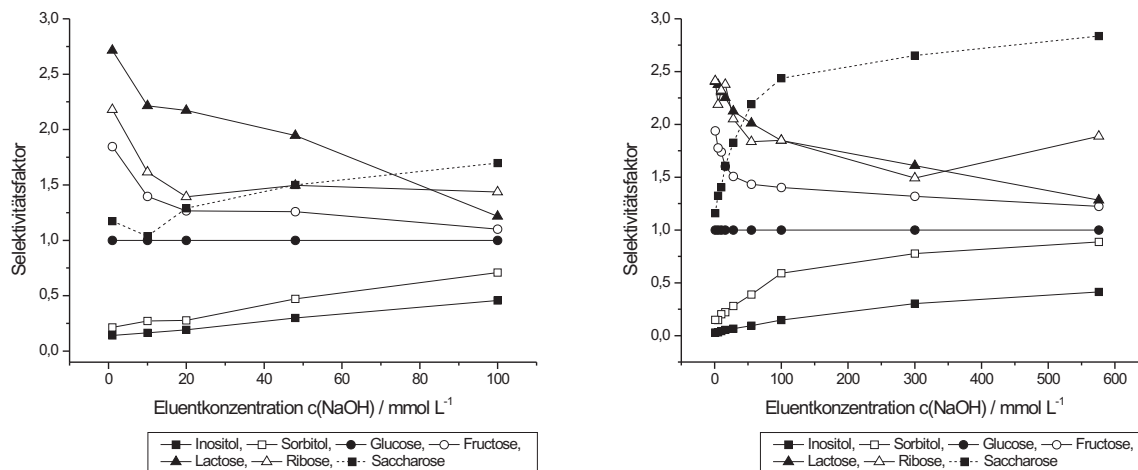 3,0
2,5
2,0
1,5
1,0
0,5
0,0
Selektivitätsfaktor
0 20 40 60 80 100
Eluentkonzentration c(NaOH) / mmol L⁻¹
Inositol, Sorbitol, Glucose, Fructose,
Lactose, Ribose, Saccharose
3,0
2,5
2,0
1,5
1,0
0,5
0,0
Selektivitätsfaktor
0 100 200 300 400 500 600
Eluentkonzentration c(NaOH) / mmol L⁻¹
Inositol, Sorbitol, Glucose, Fructose,
Lactose, Ribose, Saccharose